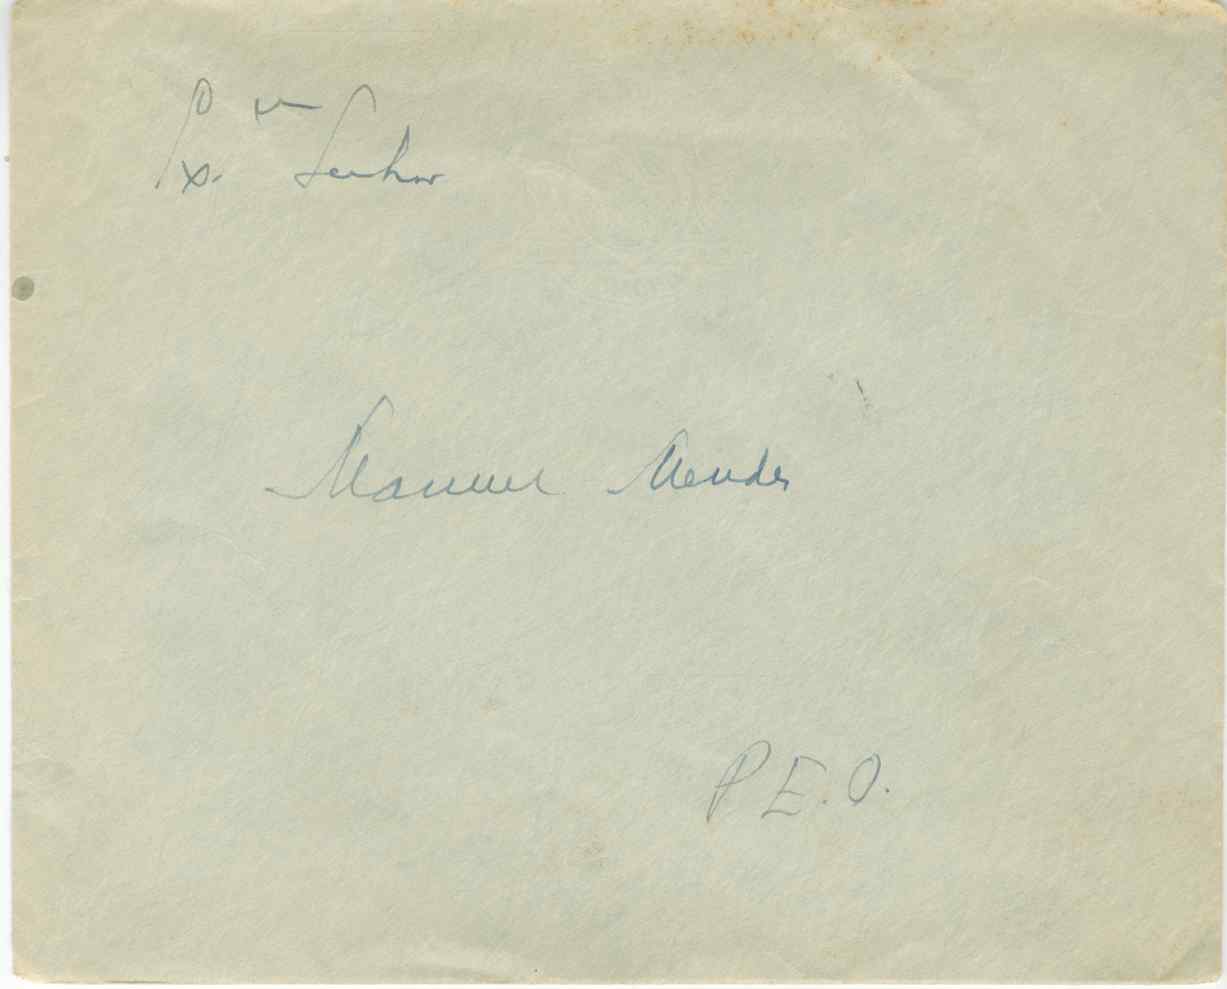 Ex.mo Senhor
Manuel Mendes
P.E.O.